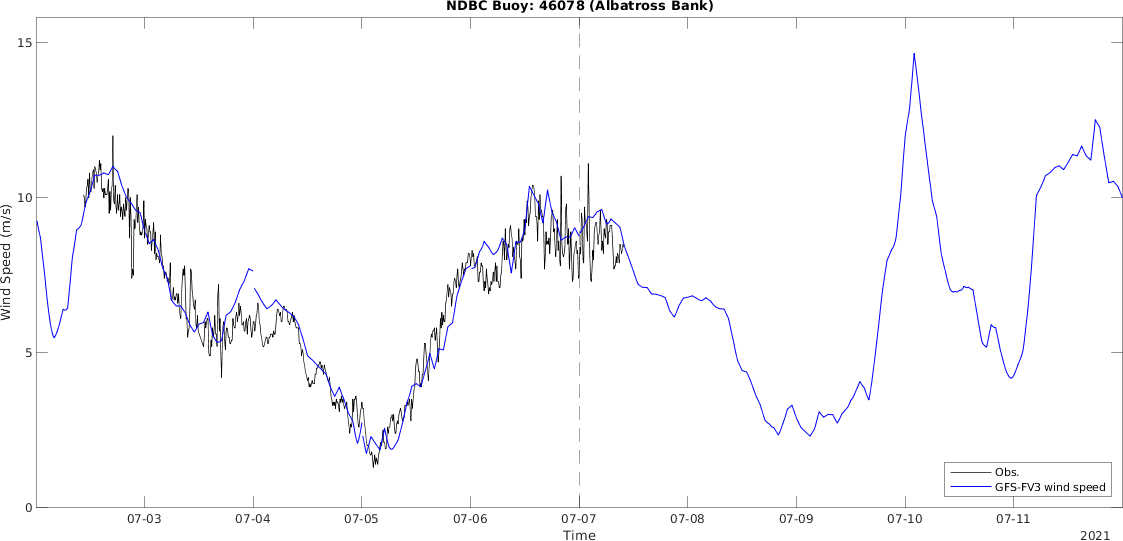 NDBC Buoy: 46078 (Albatross Bank)
15
10
5
0
Wind Speed (m/s)
07-03 07-04 07-05 07-06 07-07 07-08 07-09 07-10 07-11
Time
2021
Obs.
GFS-FV3 wind speed